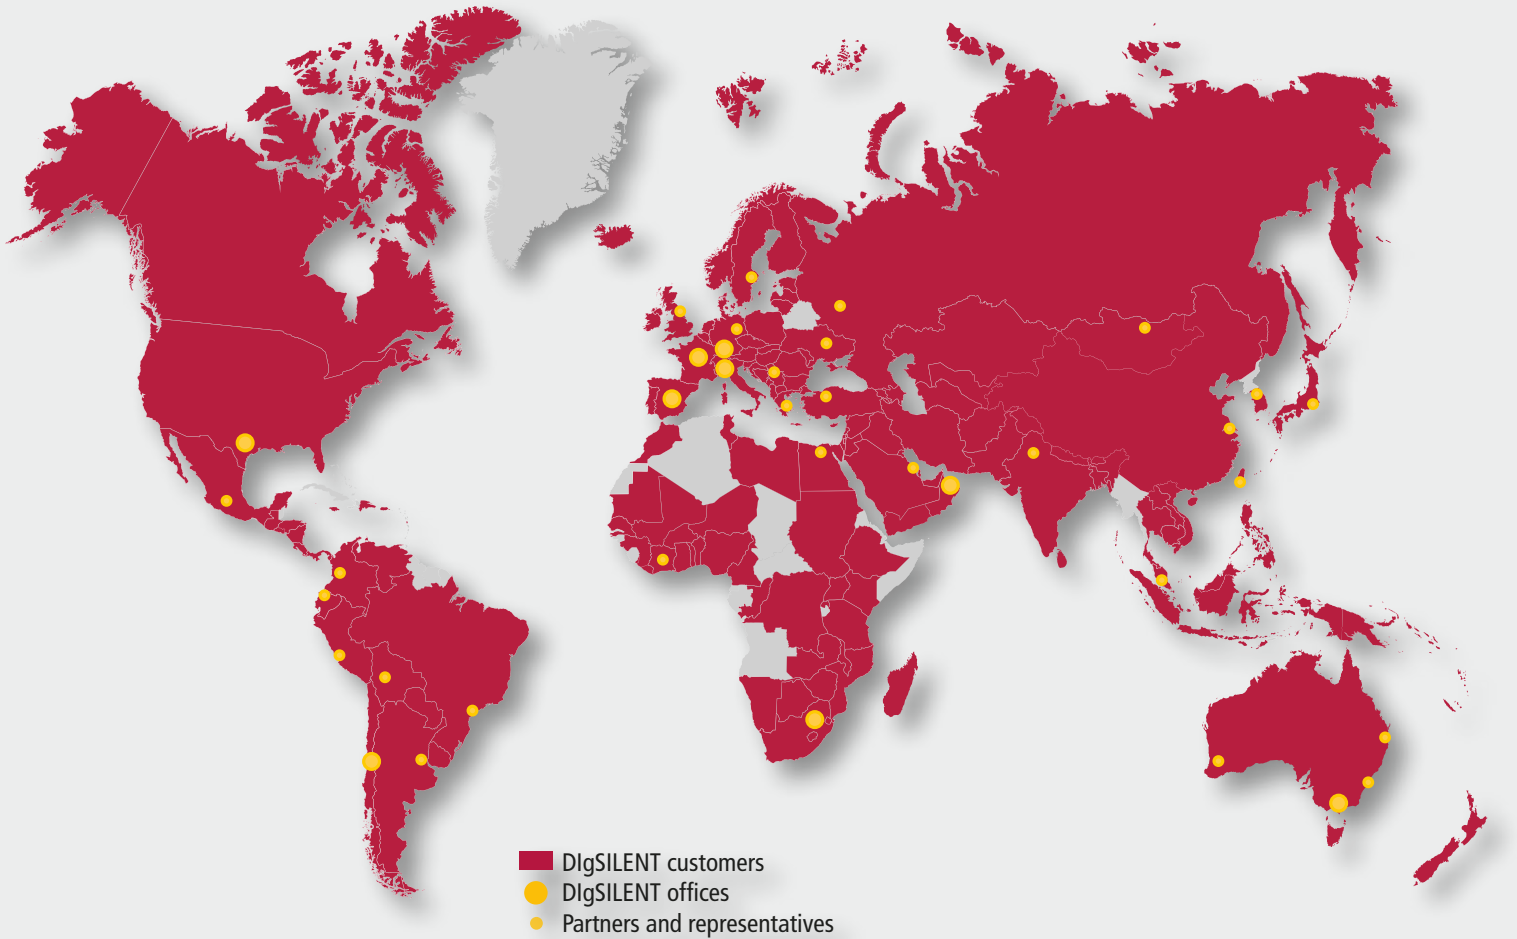 DIgSILENT customers
DIgSILENT offices
Partners and representatives